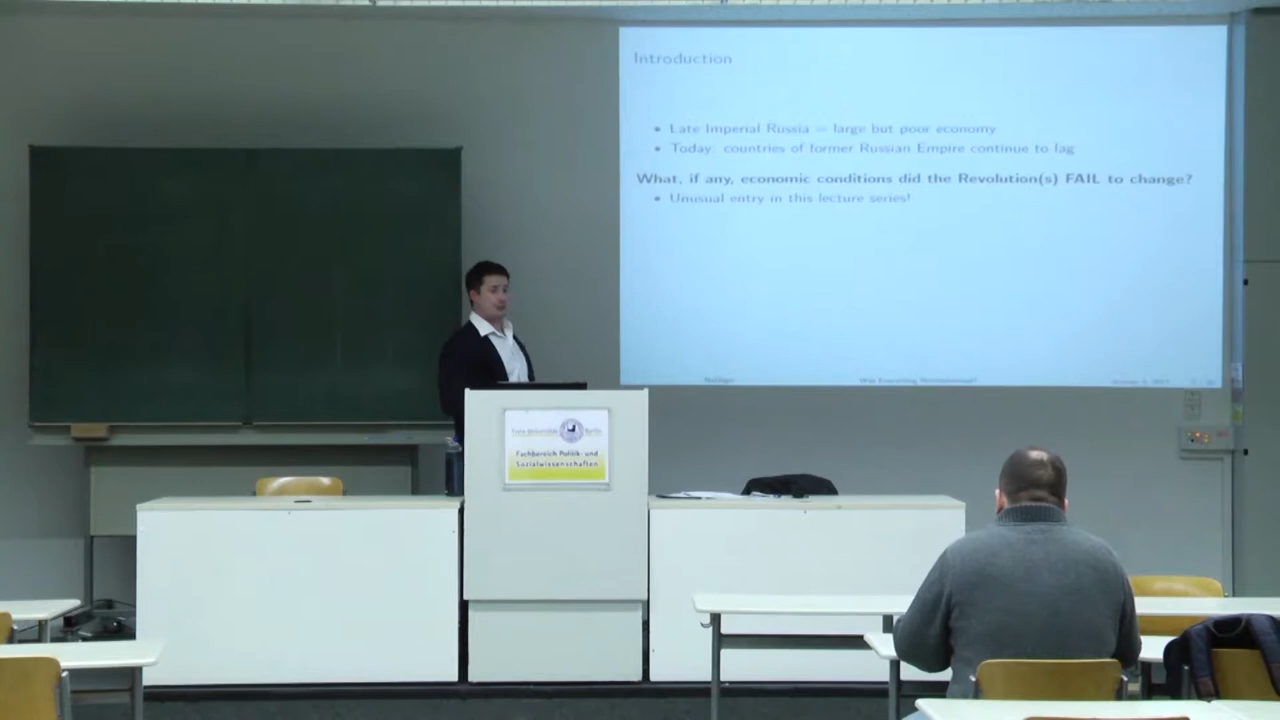 Introduction
• Late Imperial Russia = large but poor economy
• Today: countries of former Russian Empire continue to lag
What, if any, economic conditions did the Revolution(s) FAIL to change?
• Unusual entry in this lecture series!
Freie Universität Berlin
Fachbereich Politik- und
Sozialwissenschaften